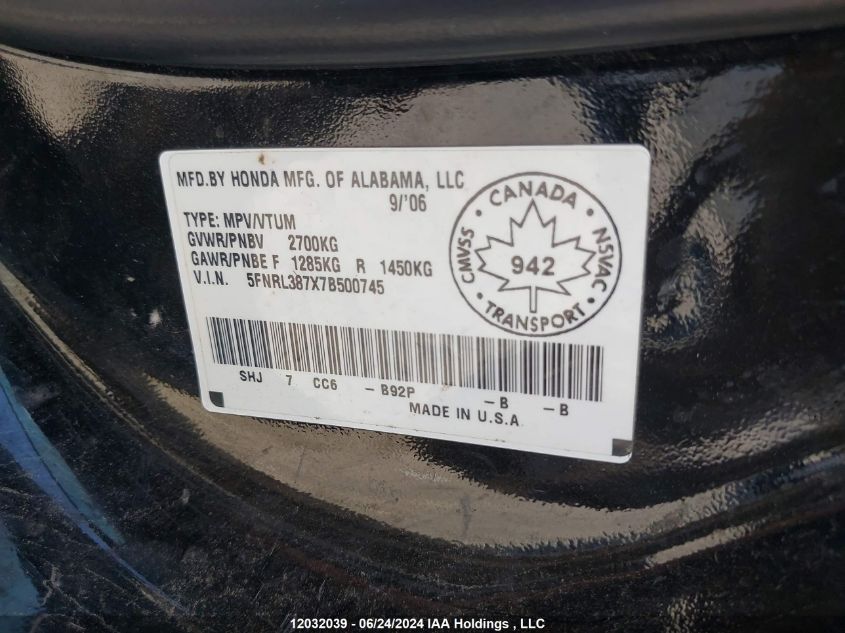 MFD.BY HONDA MFG. OF ALABAMA, LLC
9/'06
TYPE: MPV/VTUM
GVWR/PNBV 2700KG
GAWR/PNBE F 1285KG R 1450KG
V.I.N. 5FNRL387X7B500745
CANADA
CMVSS
NSVAC
942
TRANSPORT
SHJ 7 CC6 -B92P -B -B
MADE IN U.S.A
12032039 - 06/24/2024 IAA Holdings , LLC